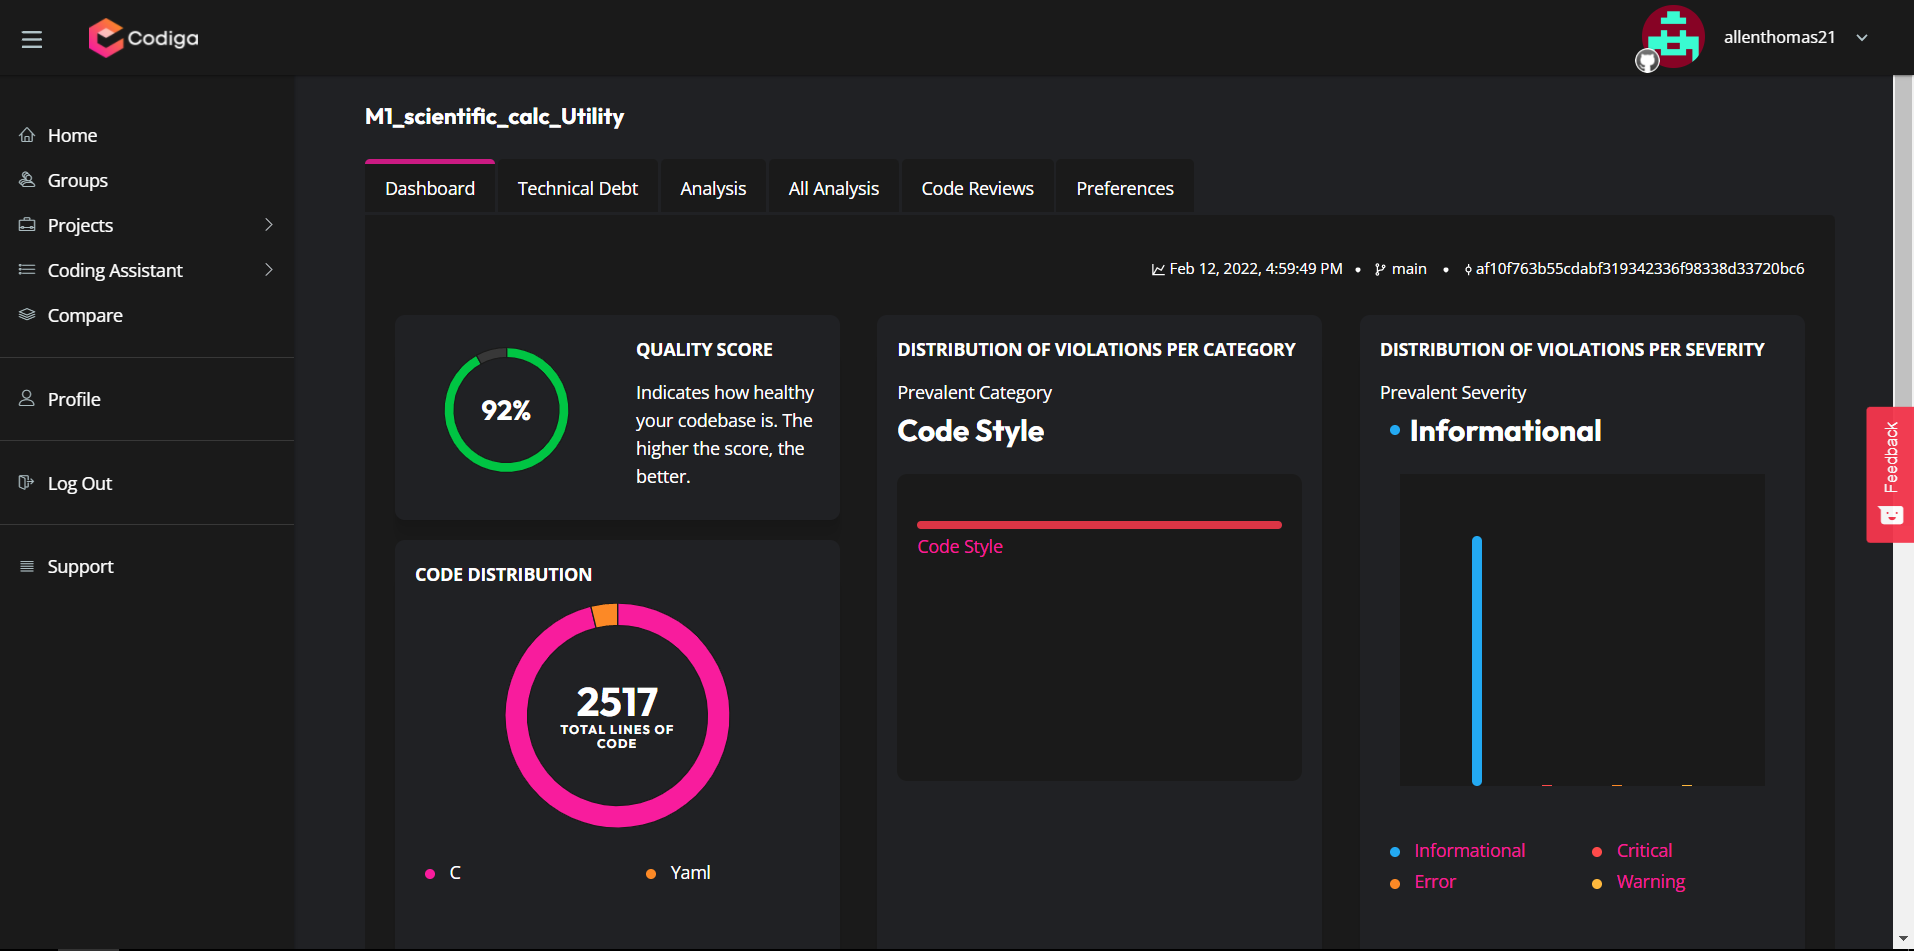 Codiga
allenthomas21
Home
Groups
Projects
Coding Assistant
Compare
Profile
Log Out
Support
M1_scientific_calc_Utility
Dashboard
Technical Debt
Analysis
All Analysis
Code Reviews
Preferences
Feb 12, 2022, 4:59:49 PM • main • af10f763b55cdabf319342336f98338d33720bc6
92%
QUALITY SCORE
Indicates how healthy
your codebase is. The
higher the score, the
better.
CODE DISTRIBUTION
2517
TOTAL LINES OF
CODE
C
Yaml
DISTRIBUTION OF VIOLATIONS PER CATEGORY
Prevalent Category
Code Style
Code Style
DISTRIBUTION OF VIOLATIONS PER SEVERITY
Prevalent Severity
Informational
Informational
Critical
Error
Warning
Feedback